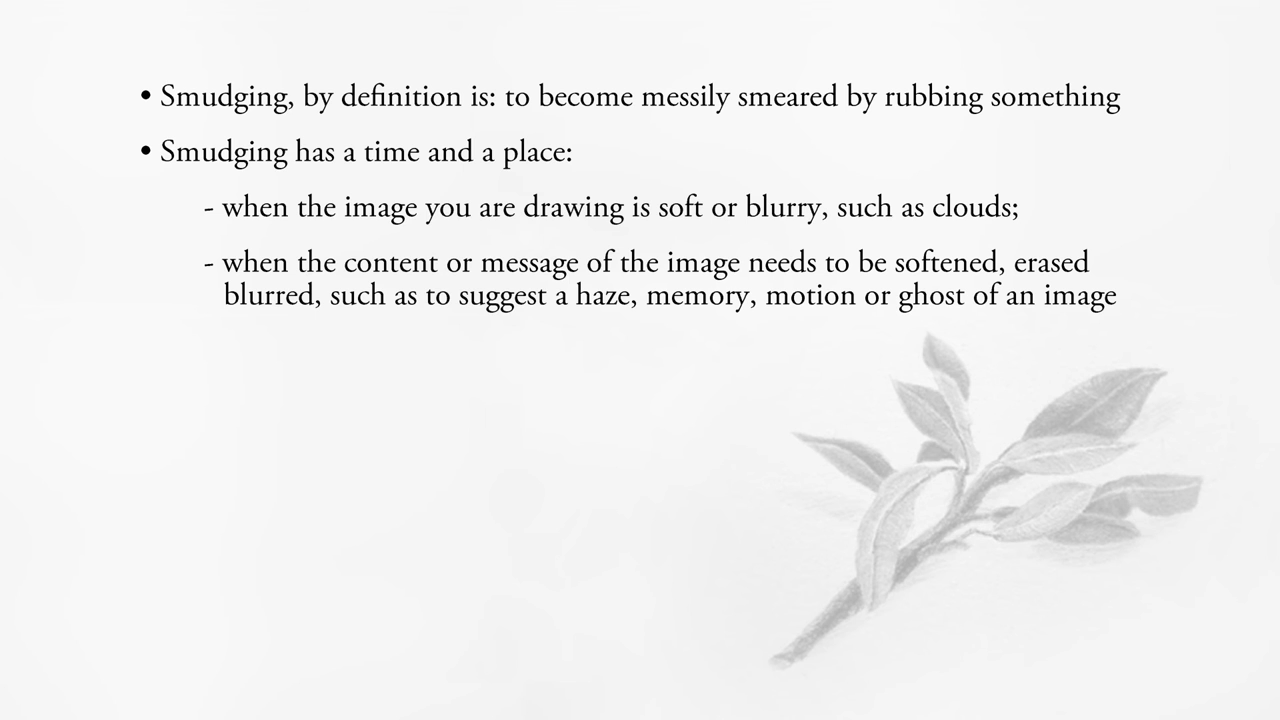 • Smudging, by definition is: to become messily smeared by rubbing something
• Smudging has a time and a place:
- when the image you are drawing is soft or blurry, such as clouds;
- when the content or message of the image needs to be softened, erased
blurred, such as to suggest a haze, memory, motion or ghost of an image